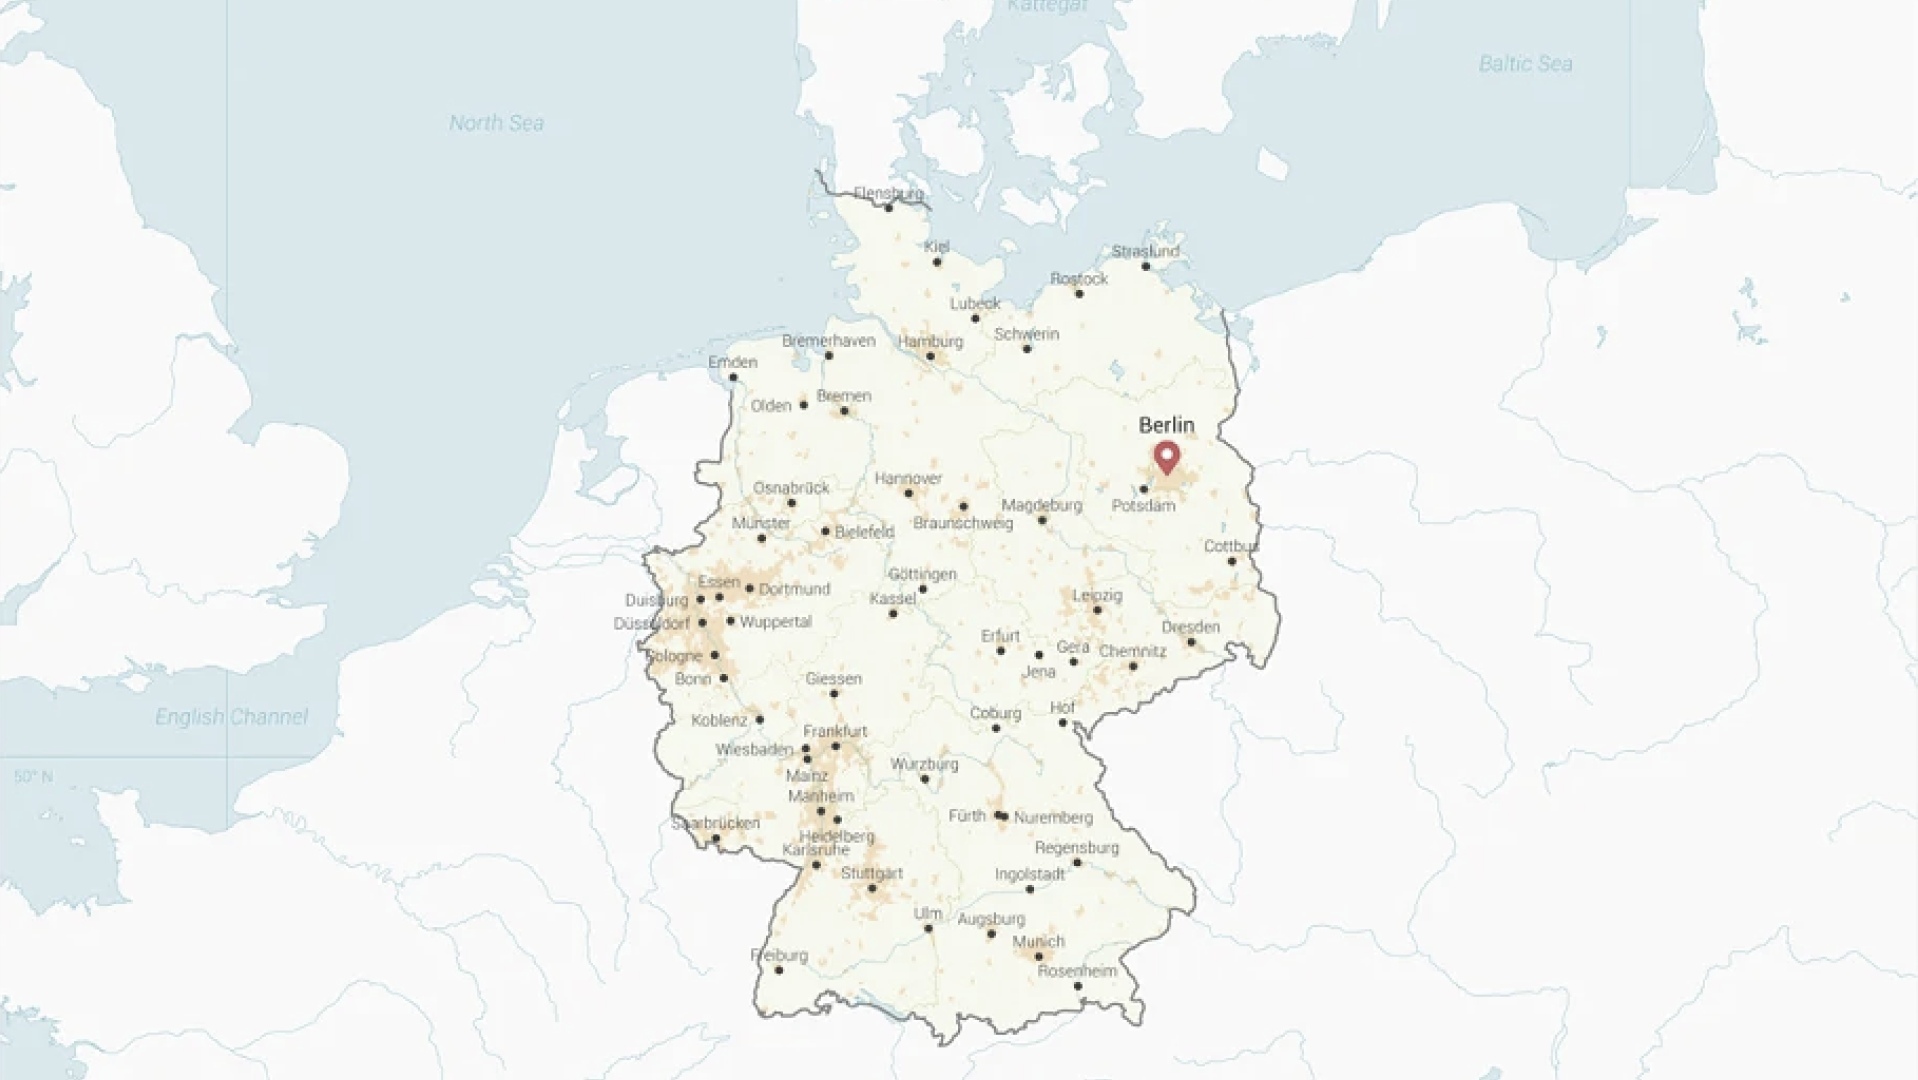 Kattegat
Baltic Sea
North Sea
Flensburg
Kiel
Straslund
Rostock
Lubeck
Schwerin
Bremerhaven
Hamburg
Emden
Olden
Bremen
Berlin
Hannover
Osnabrück
Magdeburg
Potsdam
Münster
Braunschweig
Bielefeld
Cottbus
Göttingen
Essen
Dortmund
Leipzig
Kassel
Duisburg
Düsseldorf
Wuppertal
Dresden
Erfurt
Gera
Chemnitz
Cologne
Jena
Bonn
Giessen
Hof
Coburg
English Channel
Koblenz
Frankfurt
Wiesbaden
Wurzburg
50° N
Mainz
Manheim
Fürth
Nuremberg
Saarbrücken
Heidelberg
Karlsruhe
Regensburg
Stuttgart
Ingolstadt
Ulm
Augsburg
Munich
Freiburg
Rosenheim